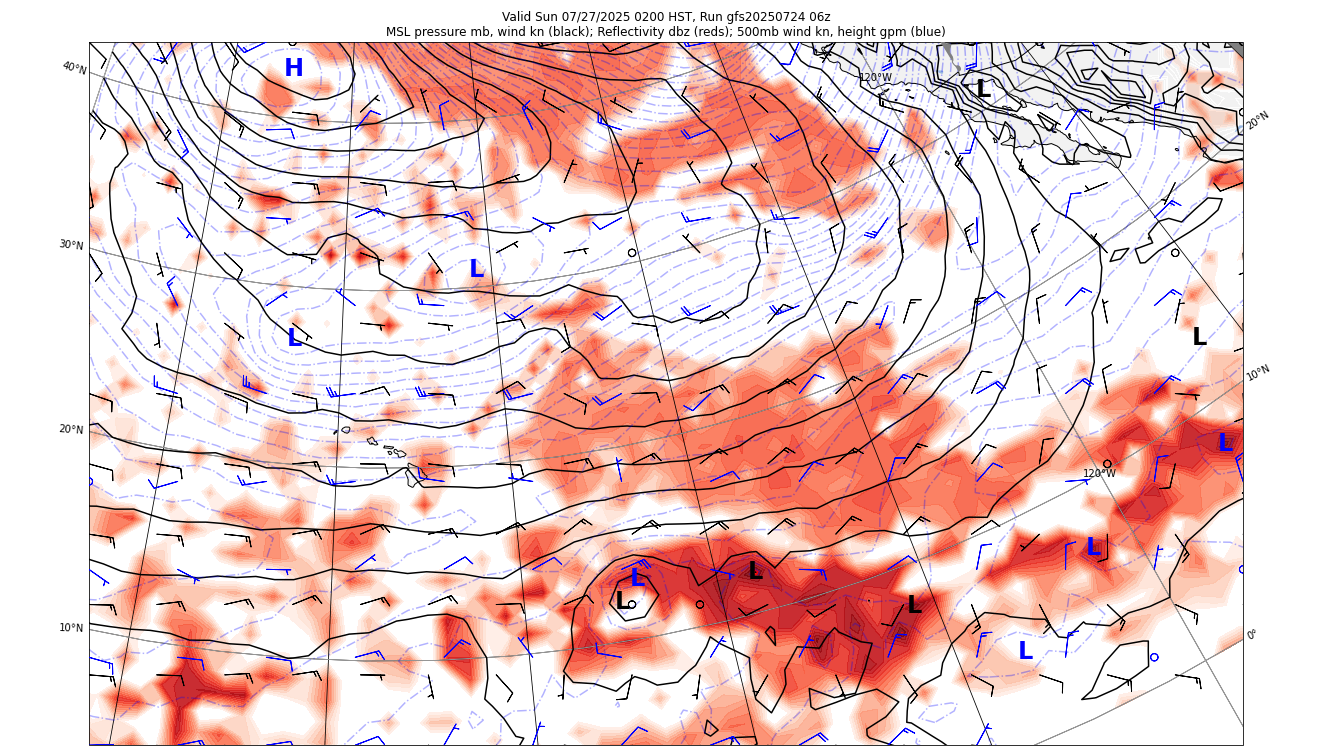 Valid Sun 07/27/2025 0200 HST, Run gfs20250724 06z
MSL pressure mb, wind kn (black); Reflectivity dbz (reds); 500mb wind kn, height gpm (blue)
40°N
H
120°W
L
20°N
30°N
L
L
L
10°N
20°N
L
120°W
L
L
L
L
L
10°N
L
0°